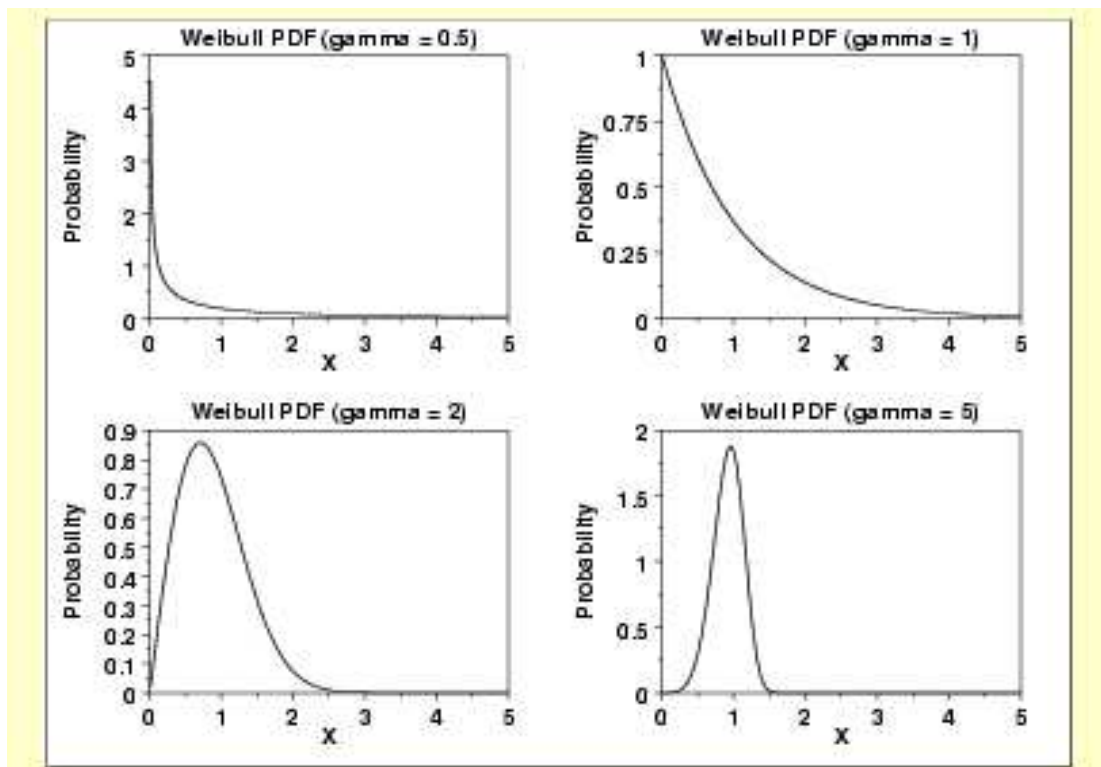 Weibull PDF (gamma = 0.5)
Probability
5
4
3
2
1
0
0 1 2 3 4 5
X
Weibull PDF (gamma = 1)
Probability
1
0.75
0.5
0.25
0
0 1 2 3 4 5
X
Weibull PDF (gamma = 2)
Probability
0.9
0.8
0.7
0.6
0.5
0.4
0.3
0.2
0.1
0
0 1 2 3 4 5
X
Weibull PDF (gamma = 5)
Probability
2
1.5
1
0.5
0
0 1 2 3 4 5
X